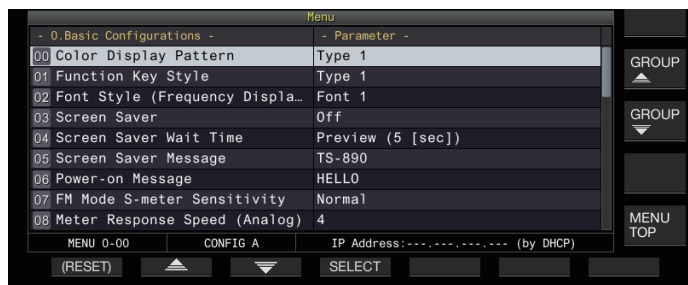 Menu
- 0.Basic Configurations - - Parameter -
00 Color Display Pattern Type 1
01 Function Key Style Type 1
02 Font Style (Frequency Displa… Font 1
03 Screen Saver Off
04 Screen Saver Wait Time Preview (5 [sec])
05 Screen Saver Message TS-890
06 Power-on Message HELLO
07 FM Mode S-meter Sensitivity Normal
08 Meter Response Speed (Analog) 4
MENU 0-00 CONFIG A IP Address:---.---.---.--- (by DHCP)
(RESET) SELECT
GROUP
GROUP
MENU
TOP